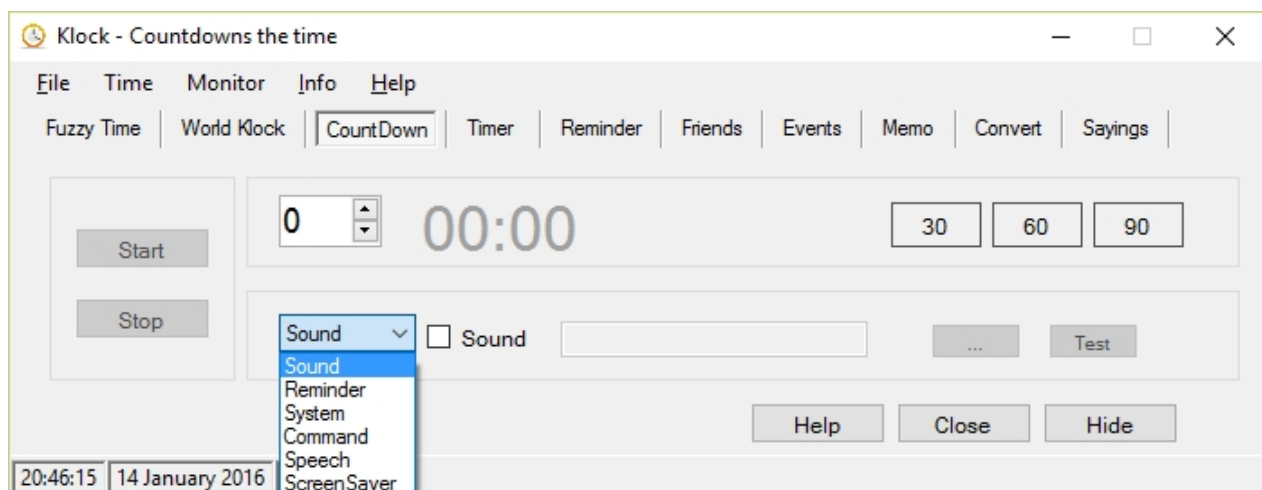 Klock - Countdowns the time
File Time Monitor Info Help
Fuzzy Time World Klock CountDown Timer Reminder Friends Events Memo Convert Sayings
0 00:00 30 60 90
Start
Stop
Sound Sound ... Test
Sound
Reminder
System
Command
Speech
ScreenSaver
Help Close Hide
20:46:15 14 January 2016